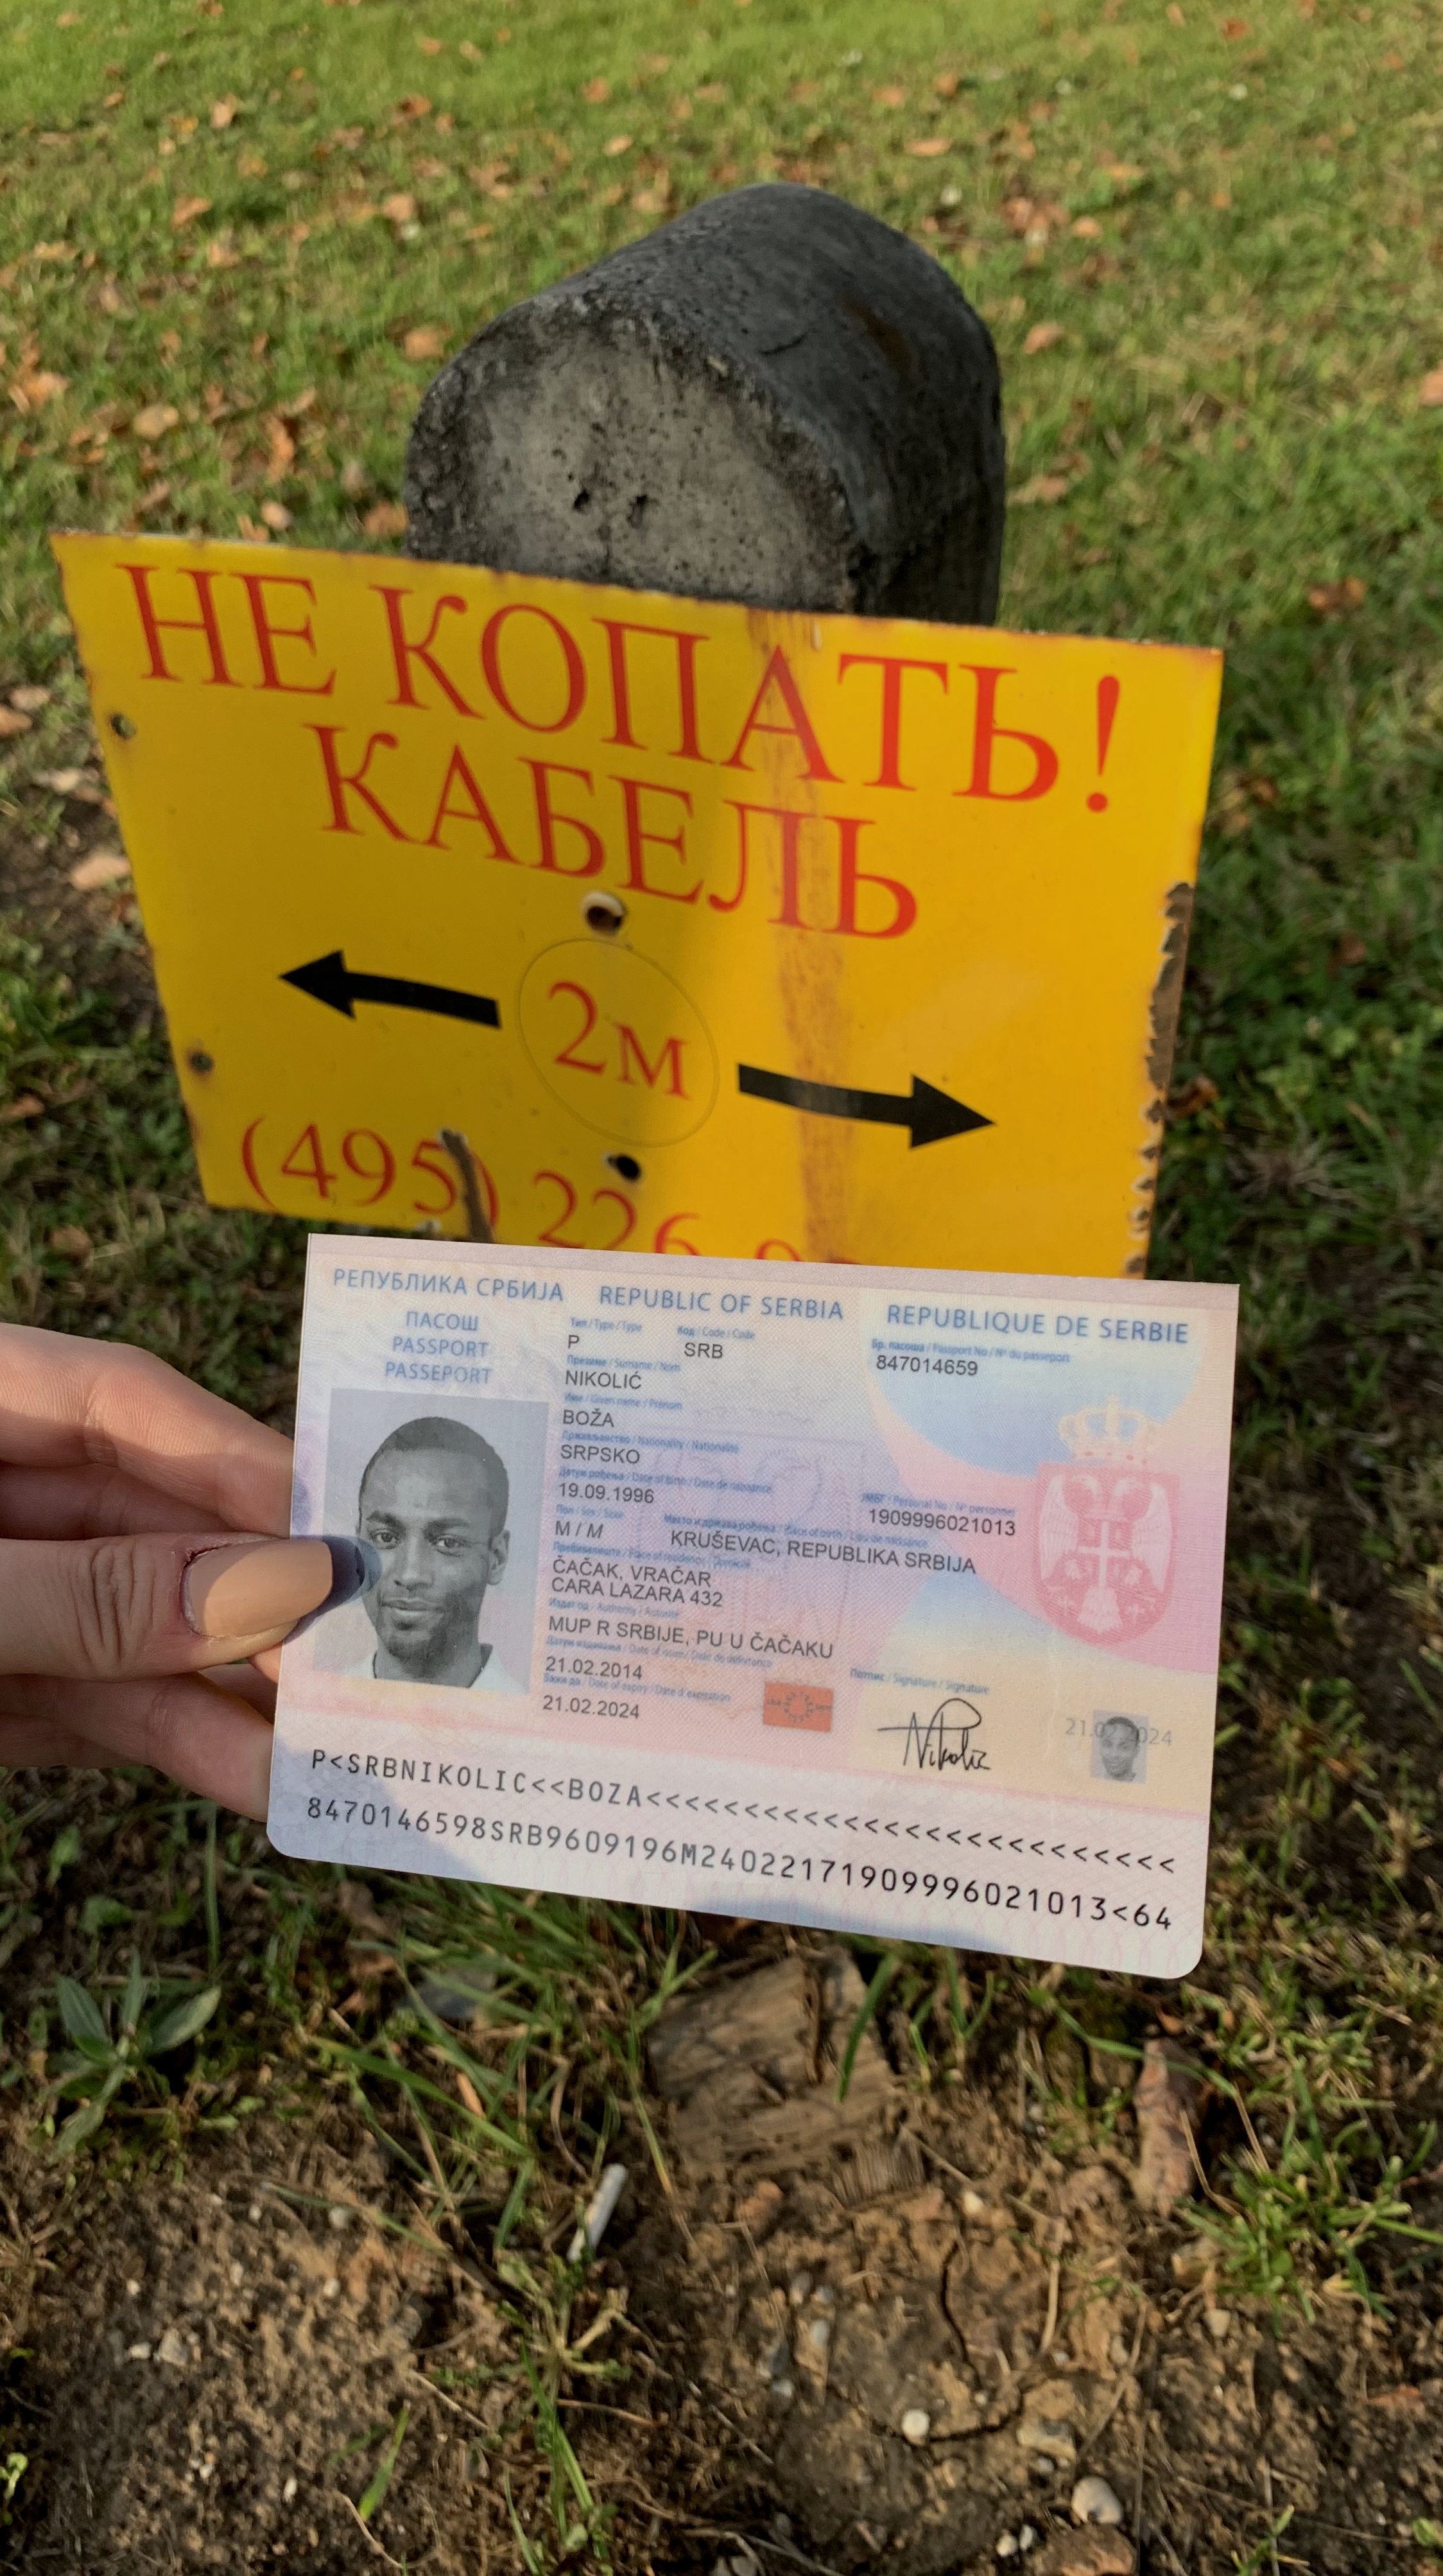 НЕ КОПАТЬ!
КАБЕЛЬ
2м
(495) 226
РЕПУБЛИКА СРБИЈА REPUBLIC OF SERBIA REPUBLIQUE DE SERBIE
ПАСОШ
PASSPORT
PASSEPORT
Тип / Type / Type Код / Code / Code Бр. пасоша / Passport No / Nº du passeport
P SRB 847014659
Презиме / Surname / Nom
NIKOLIĆ
Име / Given name / Prénom
BOŽA
Држављанство / Nationality / Nationalité
SRPSKO
Датум рођења / Date of birth / Date de naissance
19.09.1996
ЈМБГ / Personal No / Nº personnel
1909996021013
Пол / Sex / Sexe Место и држава рођења / Place of birth / Lieu de naissance
M / M KRUŠEVAC, REPUBLIKA SRBIJA
Пребивалиште / Place of residence / Domicile
ČAČAK, VRAČAR
CARA LAZARA 432
Издат од / Authority / Autorité
MUP R SRBIJE, PU U ČAČAKU
Датум издавања / Date of issue / Date de délivrance
21.02.2014
Важи до / Date of expiry / Date d'expiration
21.02.2024
Потпис / Signature / Signature
Nikolić
21.02.2024
P<SRBNIKOLIC<<BOZA<<<<<<<<<<<<<<<<<<<<<<<<<<
8470146598SRB9609196M24022171909996021013<64